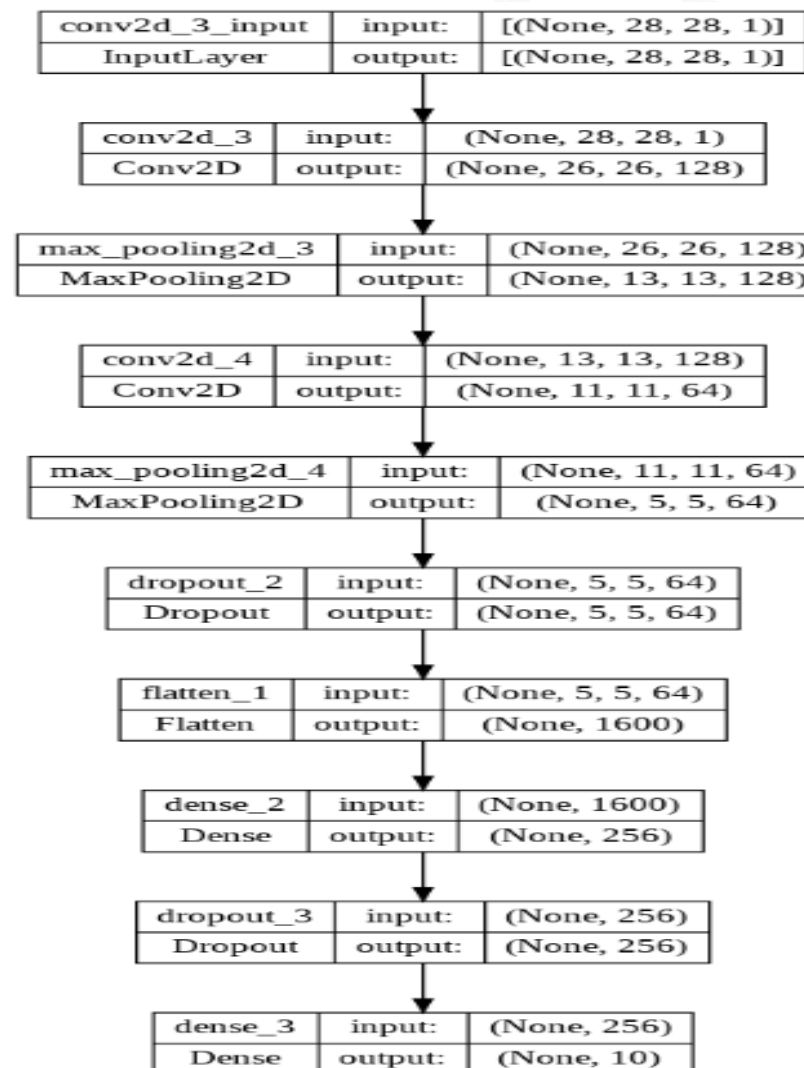 conv2d_3_input input: [(None, 28, 28, 1)]
InputLayer output: [(None, 28, 28, 1)]
conv2d_3 input: (None, 28, 28, 1)
Conv2D output: (None, 26, 26, 128)
max_pooling2d_3 input: (None, 26, 26, 128)
MaxPooling2D output: (None, 13, 13, 128)
conv2d_4 input: (None, 13, 13, 128)
Conv2D output: (None, 11, 11, 64)
max_pooling2d_4 input: (None, 11, 11, 64)
MaxPooling2D output: (None, 5, 5, 64)
dropout_2 input: (None, 5, 5, 64)
Dropout output: (None, 5, 5, 64)
flatten_1 input: (None, 5, 5, 64)
Flatten output: (None, 1600)
dense_2 input: (None, 1600)
Dense output: (None, 256)
dropout_3 input: (None, 256)
Dropout output: (None, 256)
dense_3 input: (None, 256)
Dense output: (None, 10)